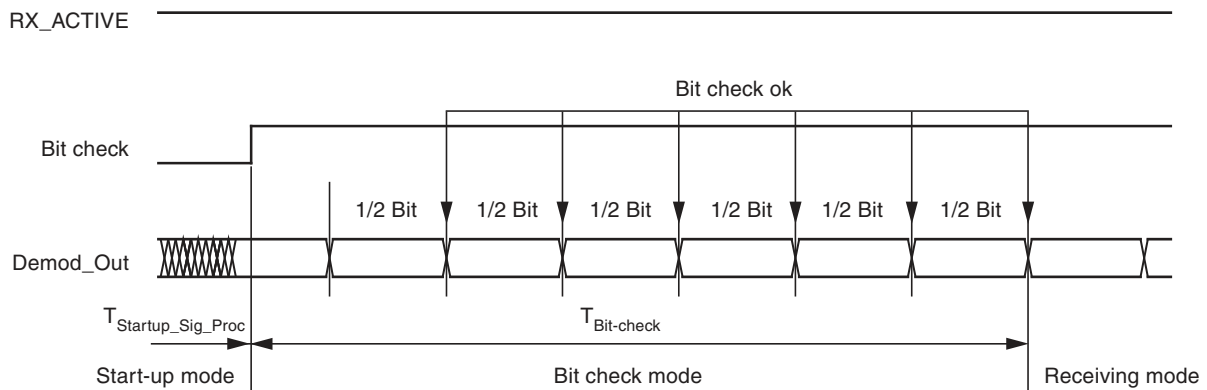 RX_ACTIVE
Bit check ok
Bit check
1/2 Bit 1/2 Bit 1/2 Bit 1/2 Bit 1/2 Bit 1/2 Bit
Demod_Out
TStartup_Sig_Proc TBit-check
Start-up mode Bit check mode Receiving mode